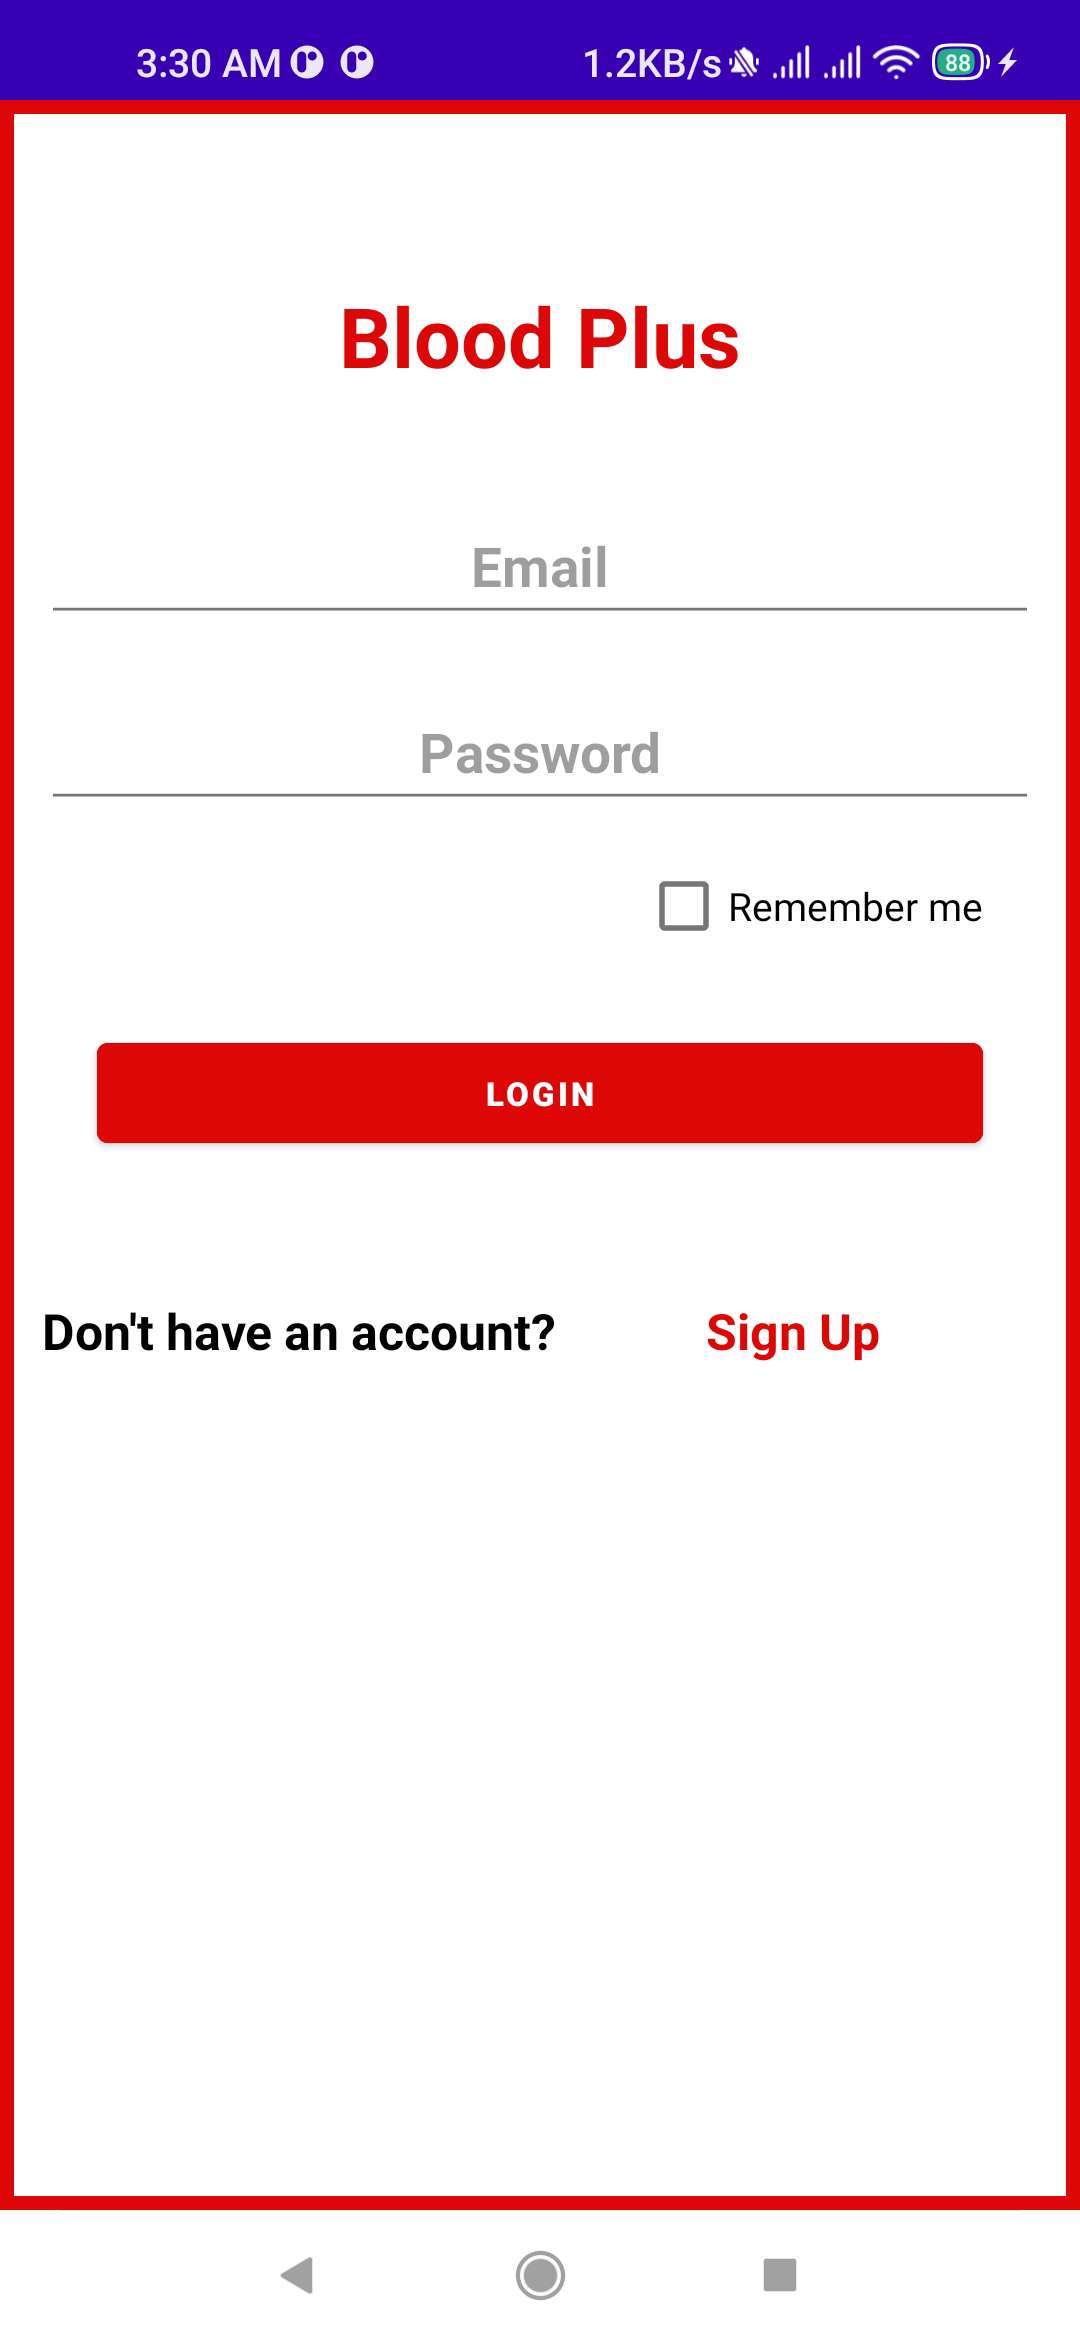 3:30 AM 1.2KB/s 88
Blood Plus
Email
Password
Remember me
LOGIN
Don't have an account? Sign Up